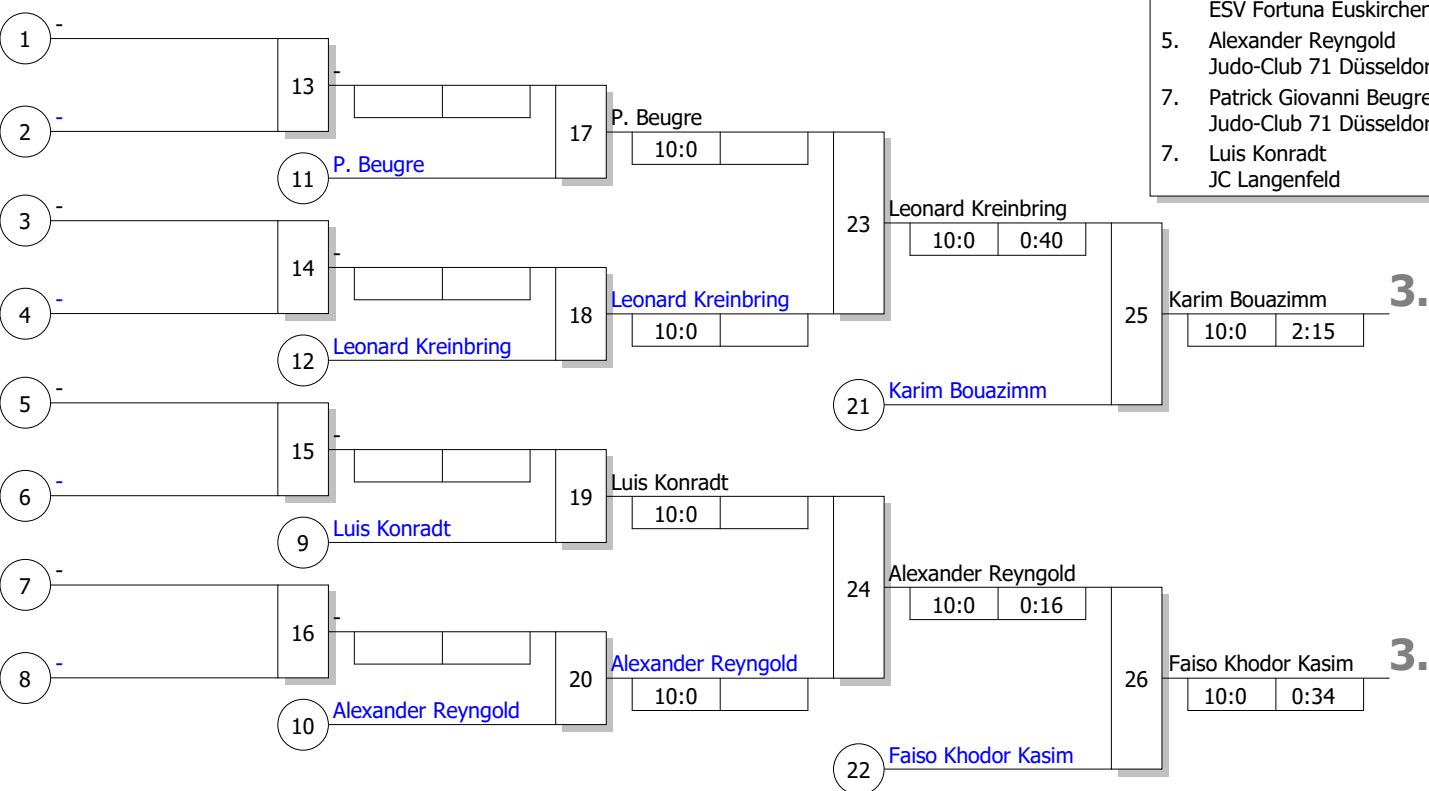 ESV Fortuna Euskirchen
5. Alexander Reyngold
Judo-Club 71 Düsseldor
7. Patrick Giovanni Beugre
Judo-Club 71 Düsseldor
7. Luis Konradt
JC Langenfeld
1 -
13 -
2 -
17 P. Beugre
10:0
11 P. Beugre
3 -
23 Leonard Kreinbring
10:0 0:40
14 -
4 -
18 Leonard Kreinbring
10:0
12 Leonard Kreinbring
25 Karim Bouazimm 3.
10:0 2:15
21 Karim Bouazimm
5 -
15 -
6 -
19 Luis Konradt
10:0
9 Luis Konradt
7 -
24 Alexander Reyngold
10:0 0:16
16 -
8 -
20 Alexander Reyngold
10:0
10 Alexander Reyngold
26 Faiso Khodor Kasim 3.
10:0 0:34
22 Faiso Khodor Kasim